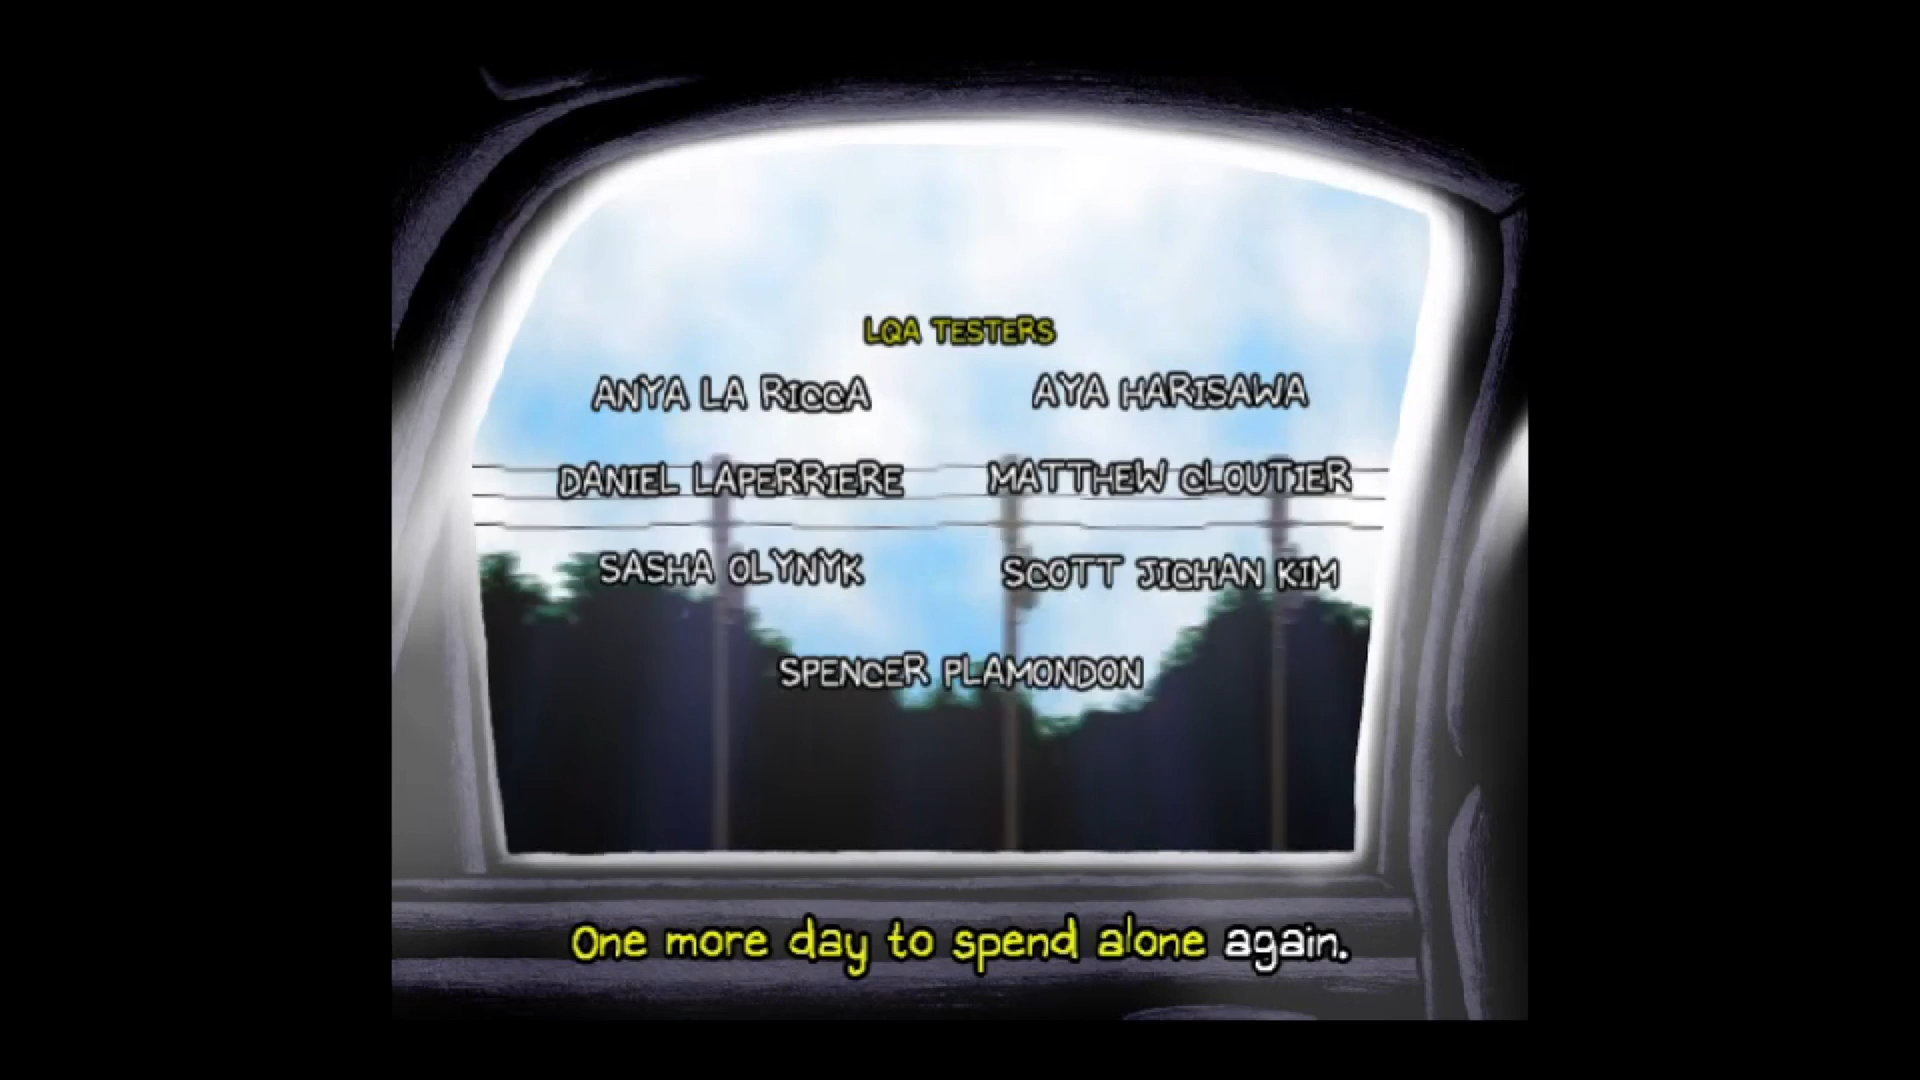 LQA TESTERS
ANYA LA RICCA AYA HARISAWA
DANIEL LAPERRIERE MATTHEW CLOUTIER
SASHA OLYNYK SCOTT JICHAN KIM
SPENCER PLAMONDON
One more day to spend alone again.